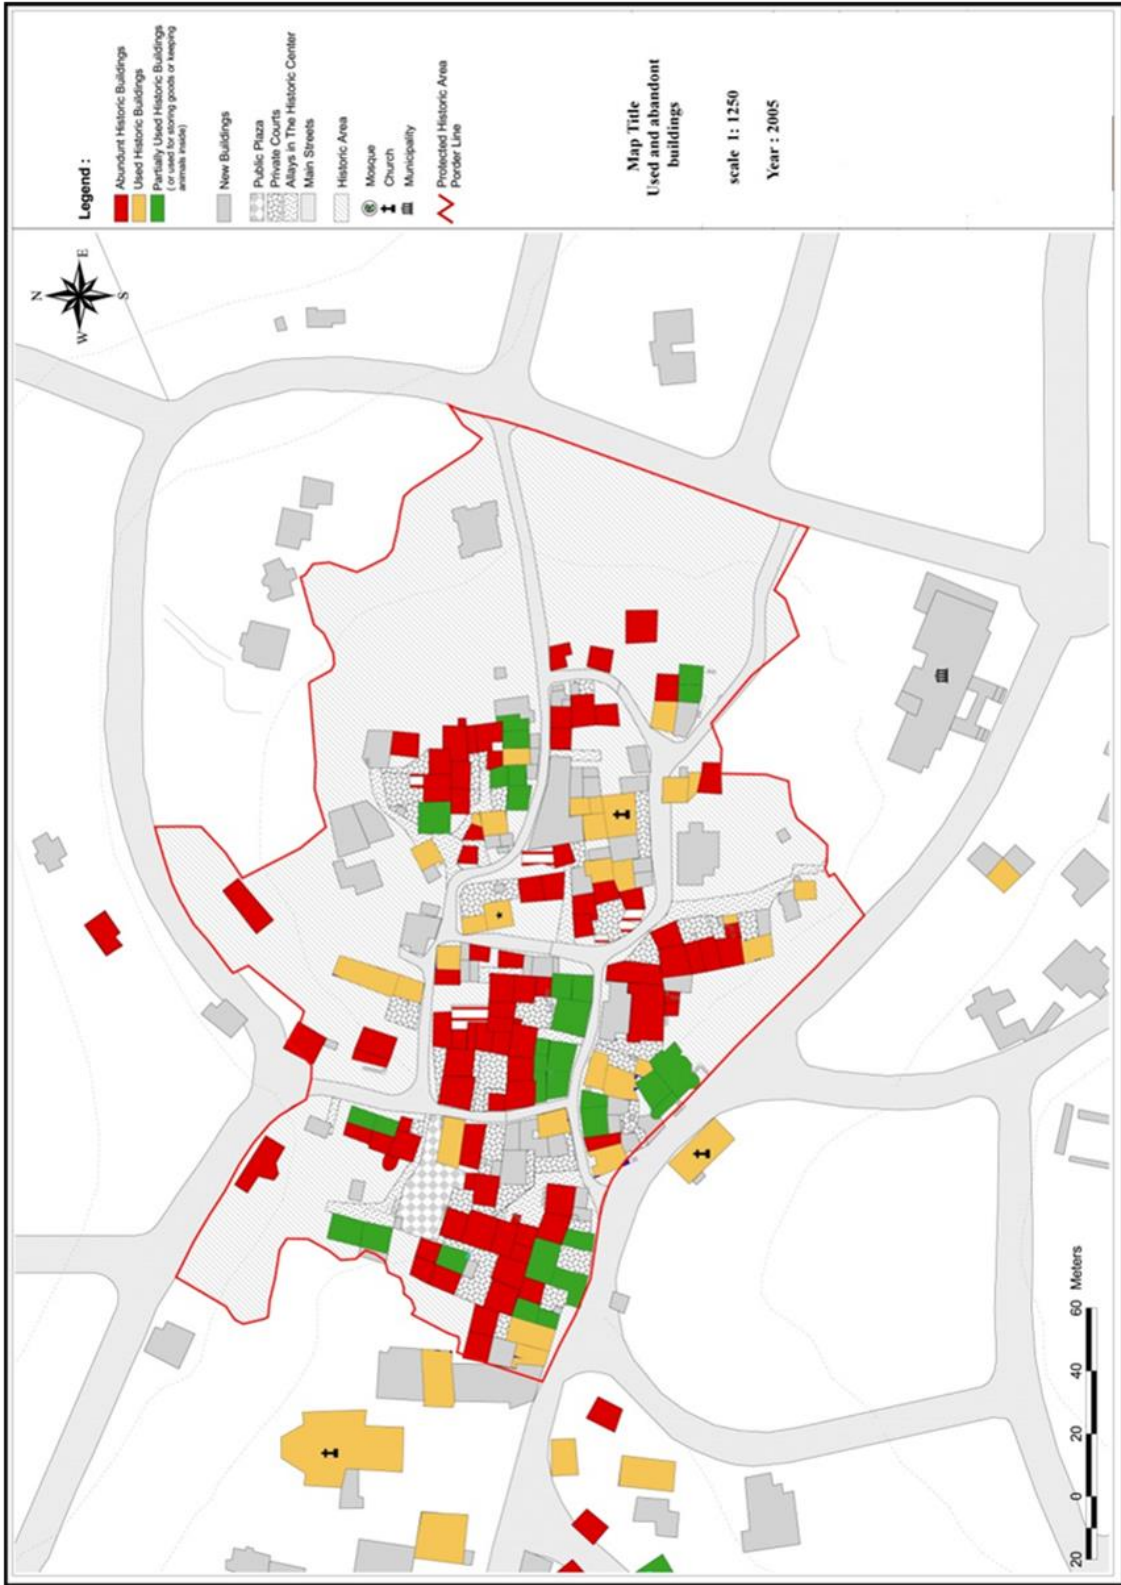 Legend :
Abundunt Historic Buildings
Used Historic Buildings
Partially Used Historic Buildings
( or used for storing goods or keeping
animals inside)
New Buildings
Public Plaza
Private Courts
Allays in The Historic Center
Main Streets
Historic Area
Mosque
Church
Municipality
Protected Historic Area
Porder Line
Map Title
Used and abandont
buildings
scale 1: 1250
Year : 2005
N
W
E
S
20 0 20 40 60 Meters